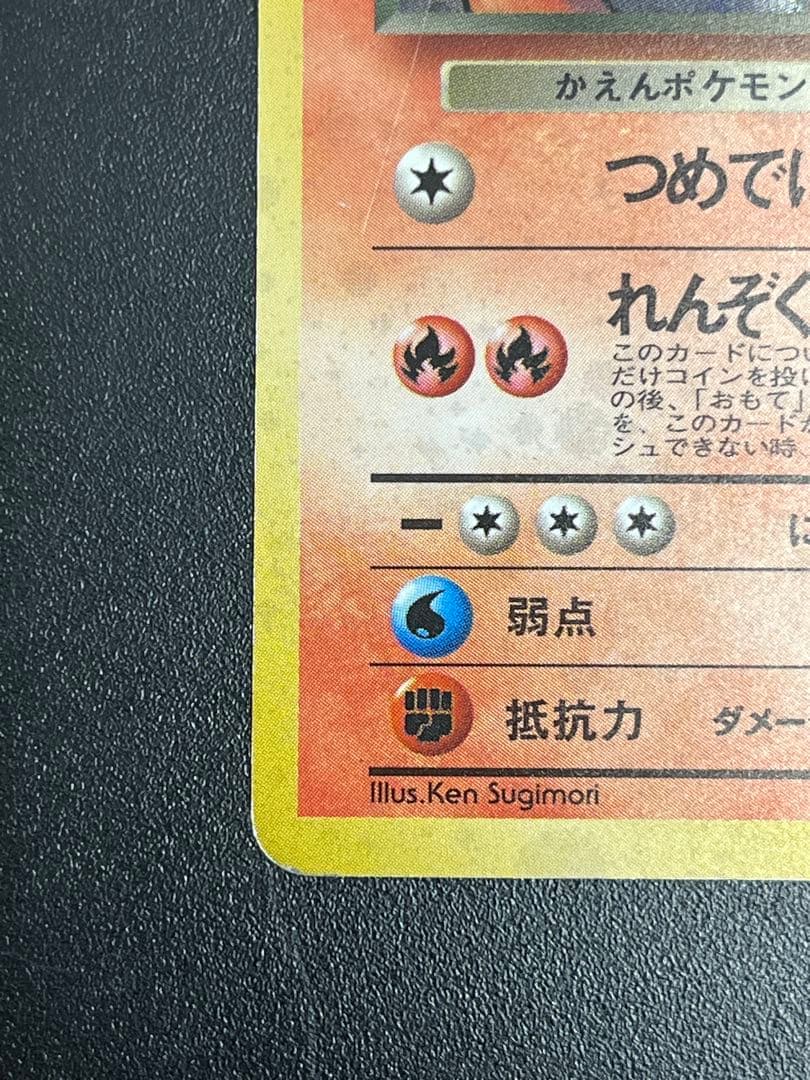 かえんポケモン
つめで
れんぞく
このカードにつ
だけコインを投げ
の後、「おもて」
を、このカードが
シュできない時、
に
弱点
抵抗力 ダメー
Illus.Ken Sugimori